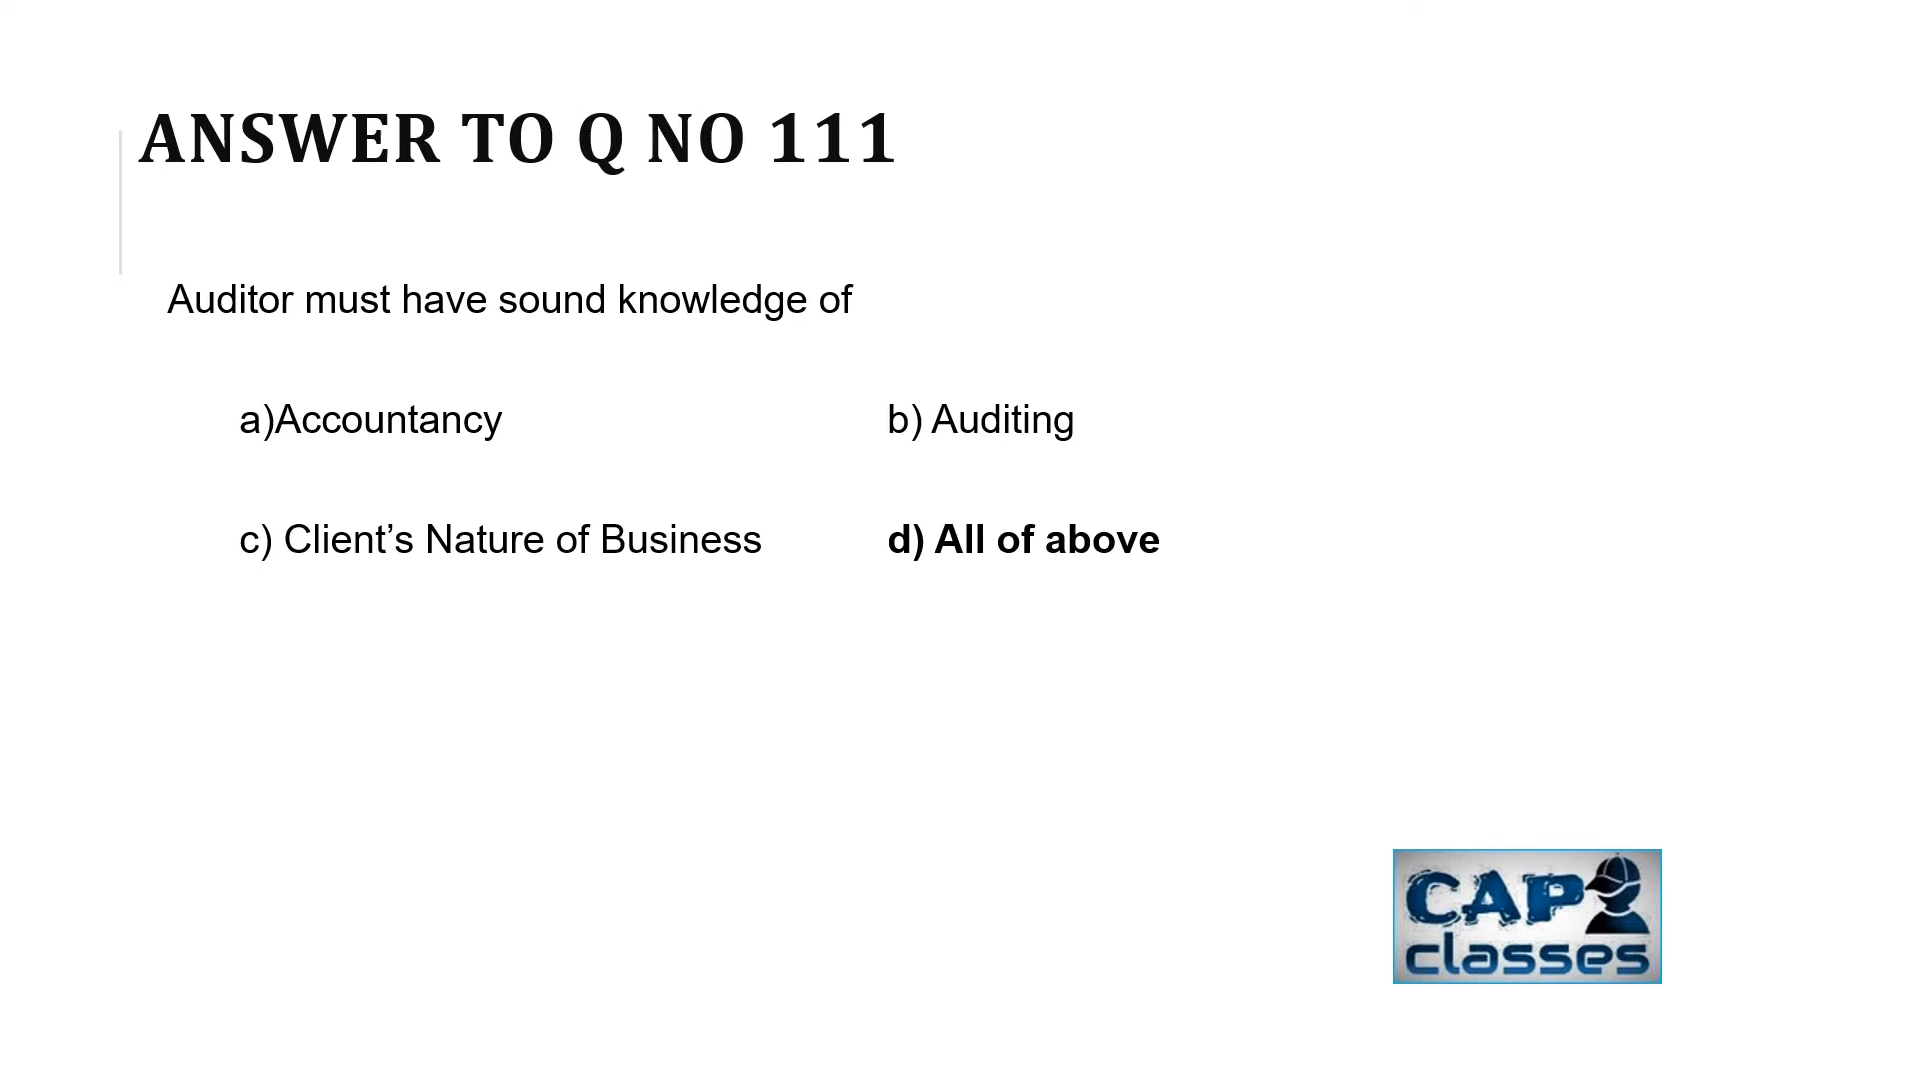 ANSWER TO Q NO 111
Auditor must have sound knowledge of
a)Accountancy b) Auditing
c) Client’s Nature of Business d) All of above
CAP
classes